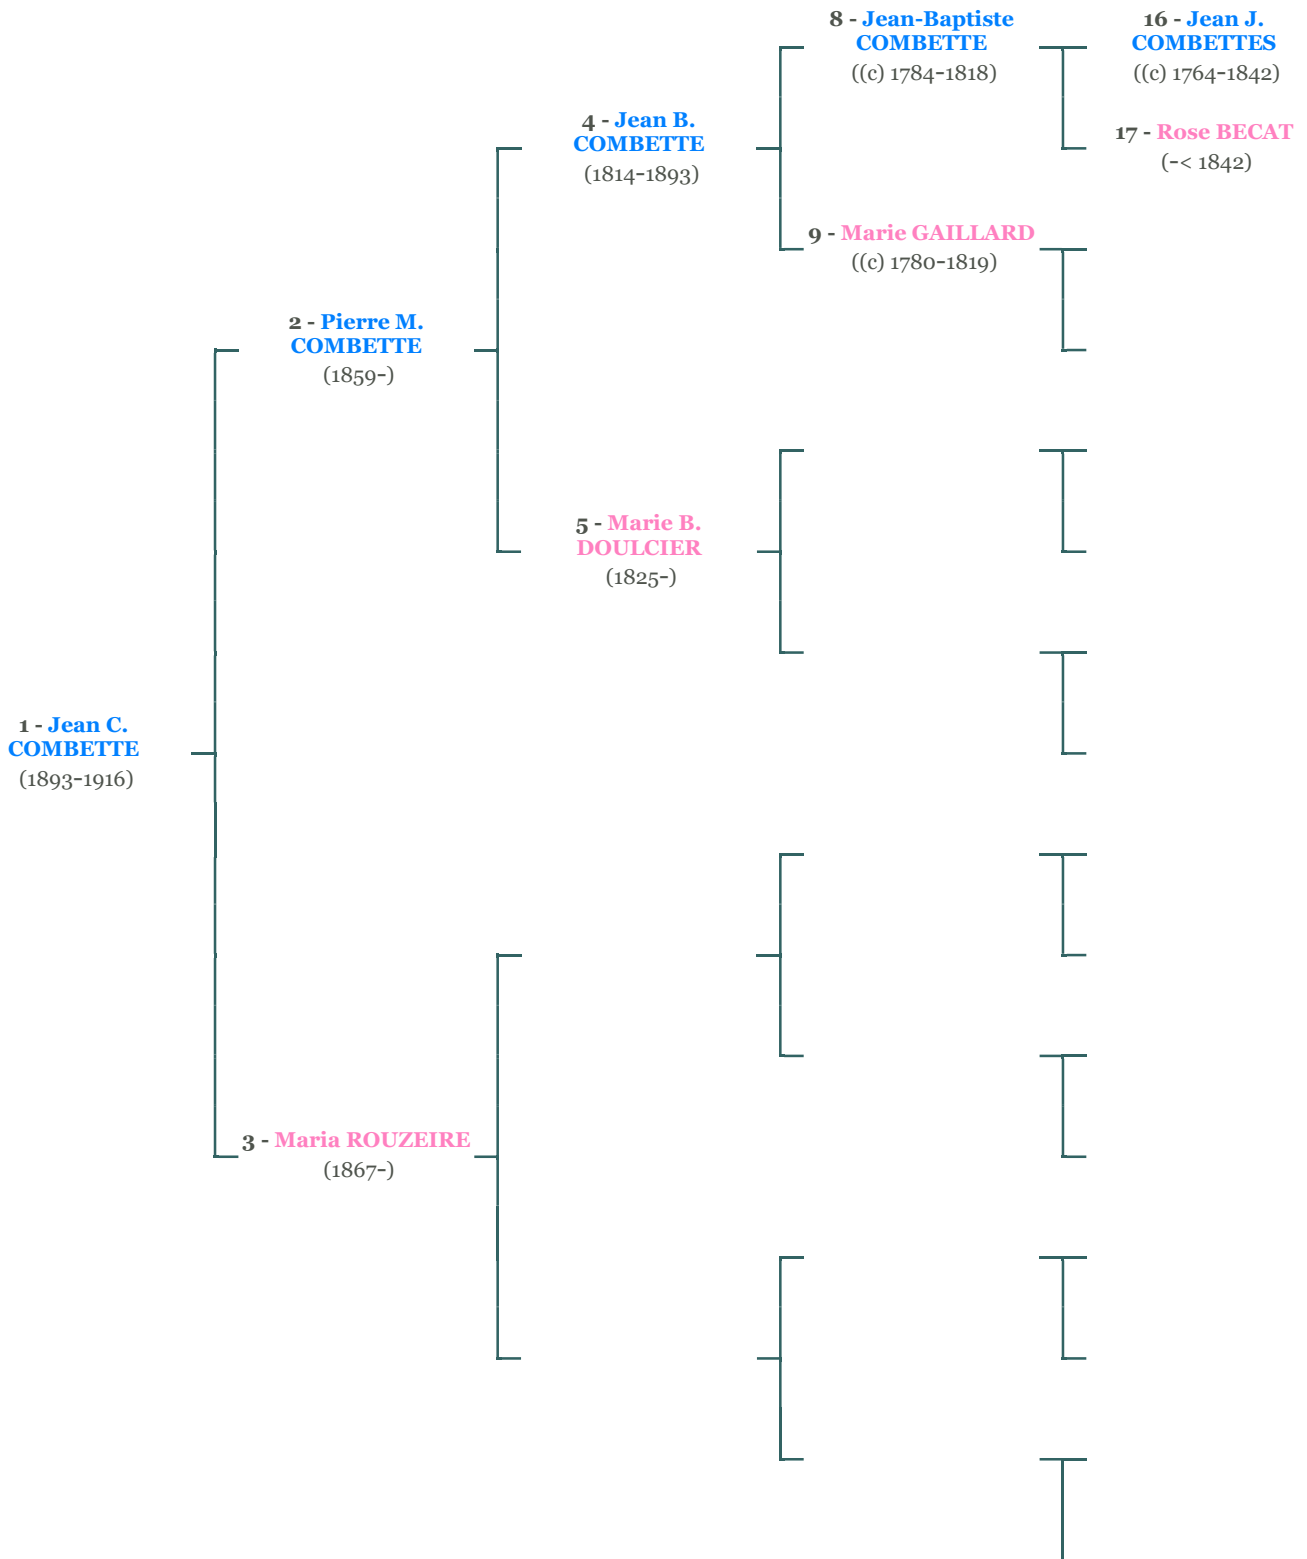 8 - Jean-Baptiste
COMBETTE
((c) 1784-1818)
16 - Jean J.
COMBETTES
((c) 1764-1842)
4 - Jean B.
COMBETTE
(1814-1893)
17 - Rose BECAT
(-< 1842)
9 - Marie GAILLARD
((c) 1780-1819)
2 - Pierre M.
COMBETTE
(1859-)
5 - Marie B.
DOULCIER
(1825-)
1 - Jean C.
COMBETTE
(1893-1916)
3 - Maria ROUZEIRE
(1867-)